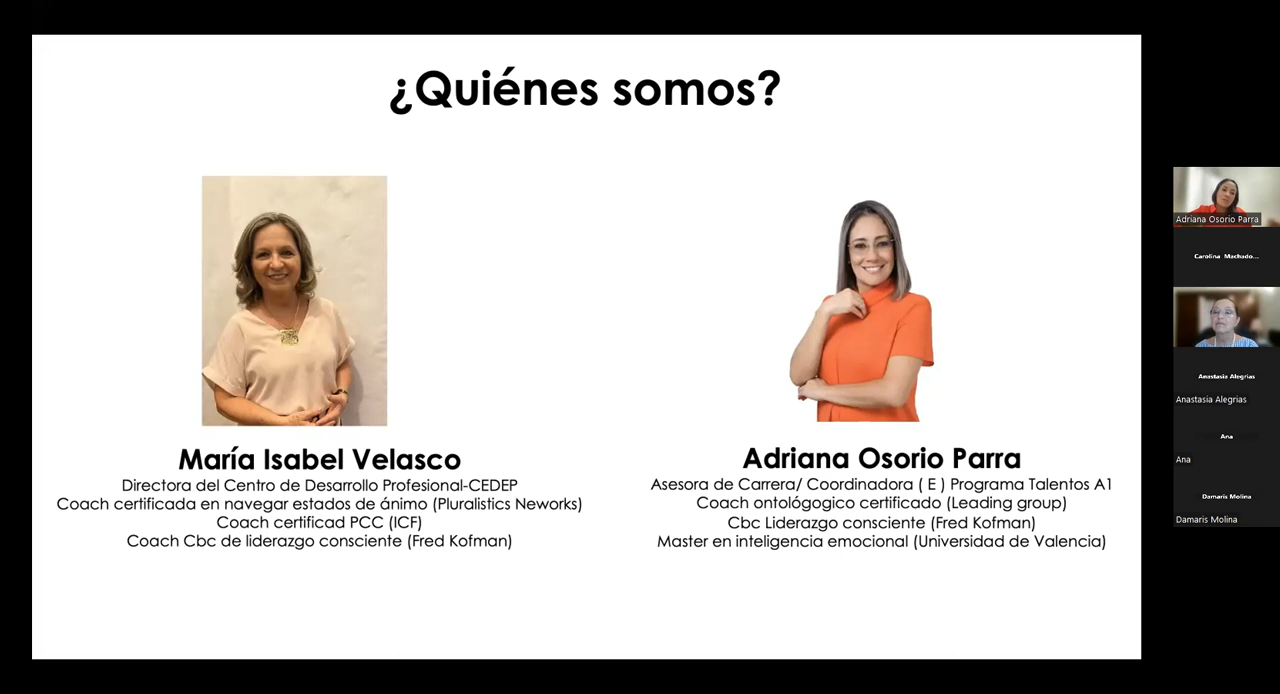 ¿Quiénes somos?
María Isabel Velasco
Directora del Centro de Desarrollo Profesional-CEDEP
Coach certificada en navegar estados de ánimo (Pluralistics Neworks)
Coach certificad PCC (ICF)
Coach Cbc de liderazgo consciente (Fred Kofman)
Adriana Osorio Parra
Asesora de Carrera/ Coordinadora ( E ) Programa Talentos A1
Coach ontológogico certificado (Leading group)
Cbc Liderazgo consciente (Fred Kofman)
Master en inteligencia emocional (Universidad de Valencia)
Adriana Osorio Parra
Carolina Machado...
Anastasia Alegrias
Anastasia Alegrias
Ana
Ana
Damaris Molina
Damaris Molina